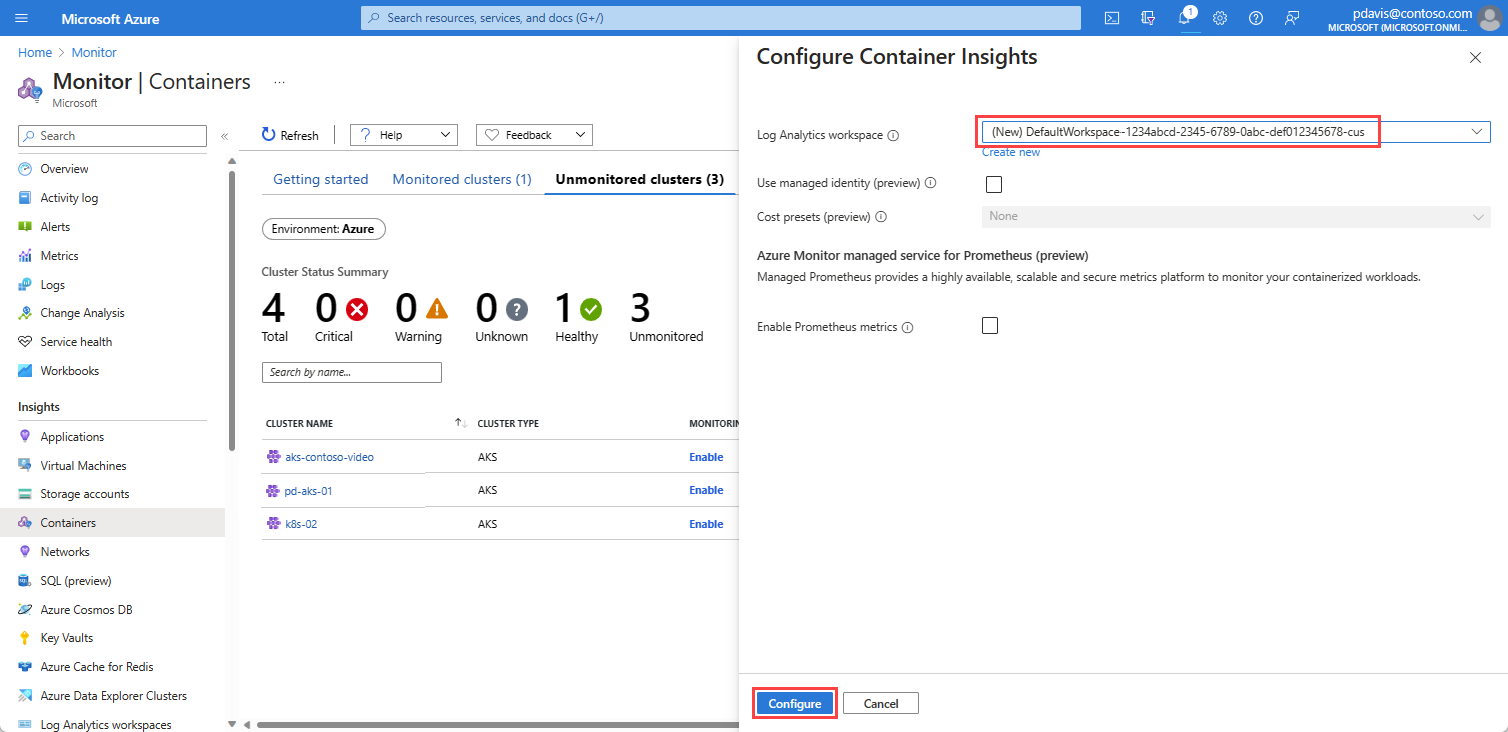 Microsoft Azure
Search resources, services, and docs (G+/)
1
pdavis@contoso.com
MICROSOFT (MICROSOFT.ONMI...
Home > Monitor
Monitor | Containers ...
Microsoft
Search
«
Overview
Activity log
Alerts
Metrics
Logs
Change Analysis
Service health
Workbooks
Insights
Applications
Virtual Machines
Storage accounts
Containers
Networks
SQL (preview)
Azure Cosmos DB
Key Vaults
Azure Cache for Redis
Azure Data Explorer Clusters
Log Analytics workspaces
Refresh
Help
Feedback
Getting started
Monitored clusters (1)
Unmonitored clusters (3)
Environment: Azure
Cluster Status Summary
4 0 0 0 1 3
Total Critical Warning Unknown Healthy Unmonitored
Search by name...
CLUSTER NAME CLUSTER TYPE MONITORIN
aks-contoso-video AKS Enable
pd-aks-01 AKS Enable
k8s-02 AKS Enable
Configure Container Insights
Log Analytics workspace
(New) DefaultWorkspace-1234abcd-2345-6789-0abc-def012345678-cus
Create new
Use managed identity (preview)
Cost presets (preview)
None
Azure Monitor managed service for Prometheus (preview)
Managed Prometheus provides a highly available, scalable and secure metrics platform to monitor your containerized workloads.
Enable Prometheus metrics
Configure
Cancel